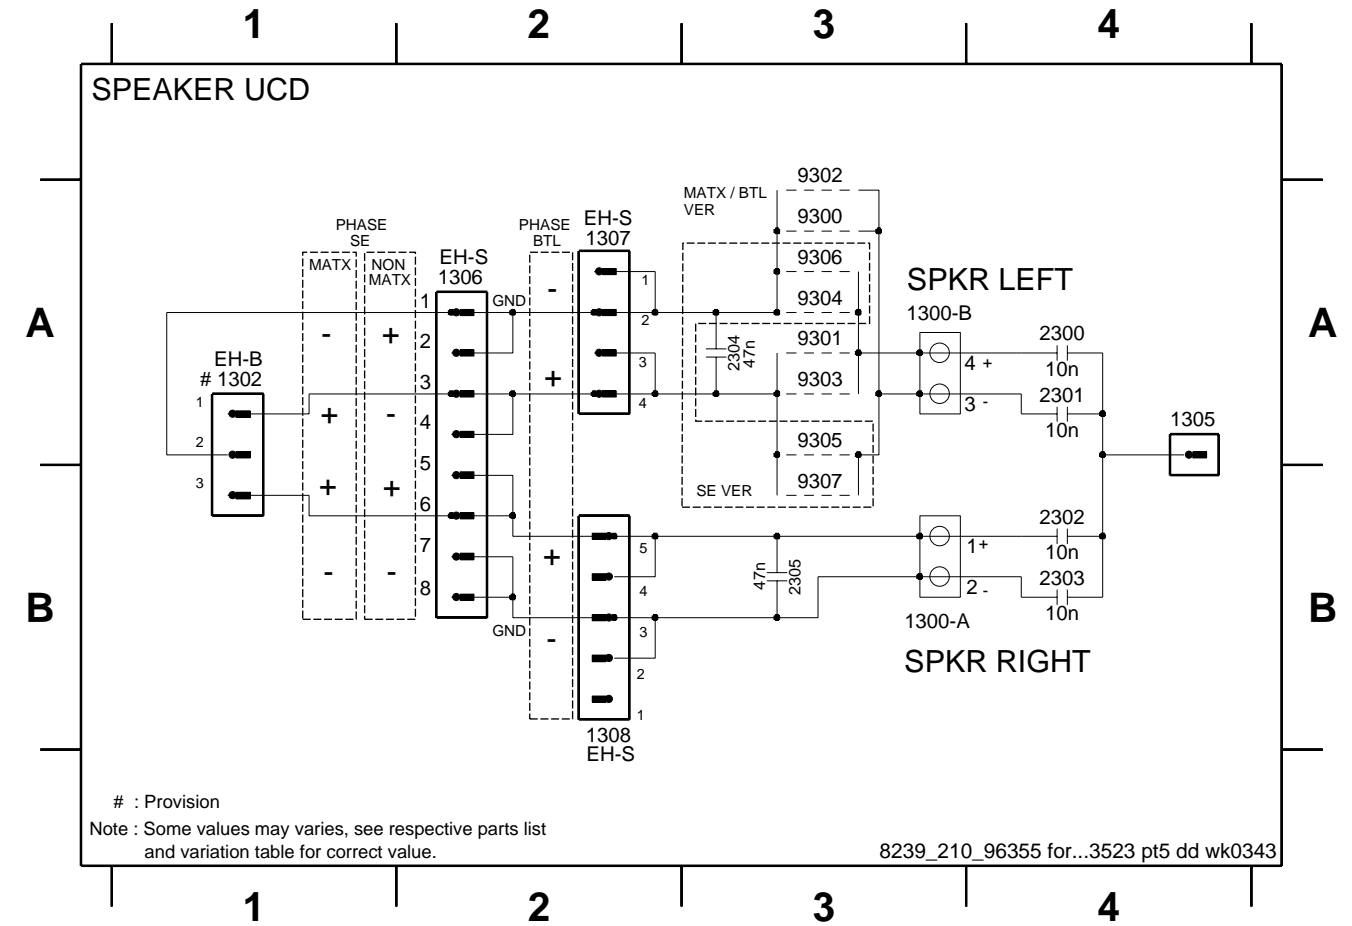 1 2 3 4
SPEAKER UCD
A A
B B
PHASE
SE
MATX
NON
MATX
- +
+ -
+ +
- -
EH-B
# 1302
1
2
3
EH-S
1306
1
2
3
4
5
6
7
8
GND
GND
PHASE
BTL
-
+
+
-
EH-S
1307
1
2
3
4
5
4
3
2
1
1308
EH-S
MATX / BTL
VER
9302
9300
9306
9304
9301
9303
9305
9307
SE VER
2304
47n
47n
2305
SPKR LEFT
1300-B
4 +
3 -
1+
2 -
1300-A
SPKR RIGHT
2300
10n
2301
10n
2302
10n
2303
10n
1305
# : Provision
Note : Some values may varies, see respective parts list
and variation table for correct value.
8239_210_96355 for...3523 pt5 dd wk0343
1 2 3 4